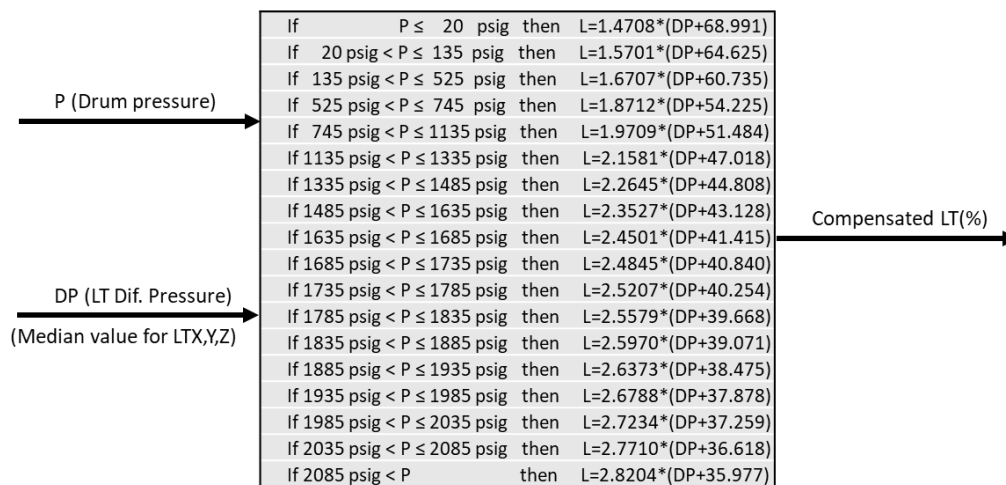 If P ≤ 20 psig then L=1.4708*(DP+68.991)
If 20 psig < P ≤ 135 psig then L=1.5701*(DP+64.625)
If 135 psig < P ≤ 525 psig then L=1.6707*(DP+60.735)
P (Drum pressure)
If 525 psig < P ≤ 745 psig then L=1.8712*(DP+54.225)
If 745 psig < P ≤ 1135 psig then L=1.9709*(DP+51.484)
If 1135 psig < P ≤ 1335 psig then L=2.1581*(DP+47.018)
If 1335 psig < P ≤ 1485 psig then L=2.2645*(DP+44.808)
If 1485 psig < P ≤ 1635 psig then L=2.3527*(DP+43.128)
Compensated LT(%)
If 1635 psig < P ≤ 1685 psig then L=2.4501*(DP+41.415)
If 1685 psig < P ≤ 1735 psig then L=2.4845*(DP+40.840)
DP (LT Dif. Pressure)
If 1735 psig < P ≤ 1785 psig then L=2.5207*(DP+40.254)
If 1785 psig < P ≤ 1835 psig then L=2.5579*(DP+39.668)
(Median value for LTX,Y,Z)
If 1835 psig < P ≤ 1885 psig then L=2.5970*(DP+39.071)
If 1885 psig < P ≤ 1935 psig then L=2.6373*(DP+38.475)
If 1935 psig < P ≤ 1985 psig then L=2.6788*(DP+37.878)
If 1985 psig < P ≤ 2035 psig then L=2.7234*(DP+37.259)
If 2035 psig < P ≤ 2085 psig then L=2.7710*(DP+36.618)
If 2085 psig < P then L=2.8204*(DP+35.977)